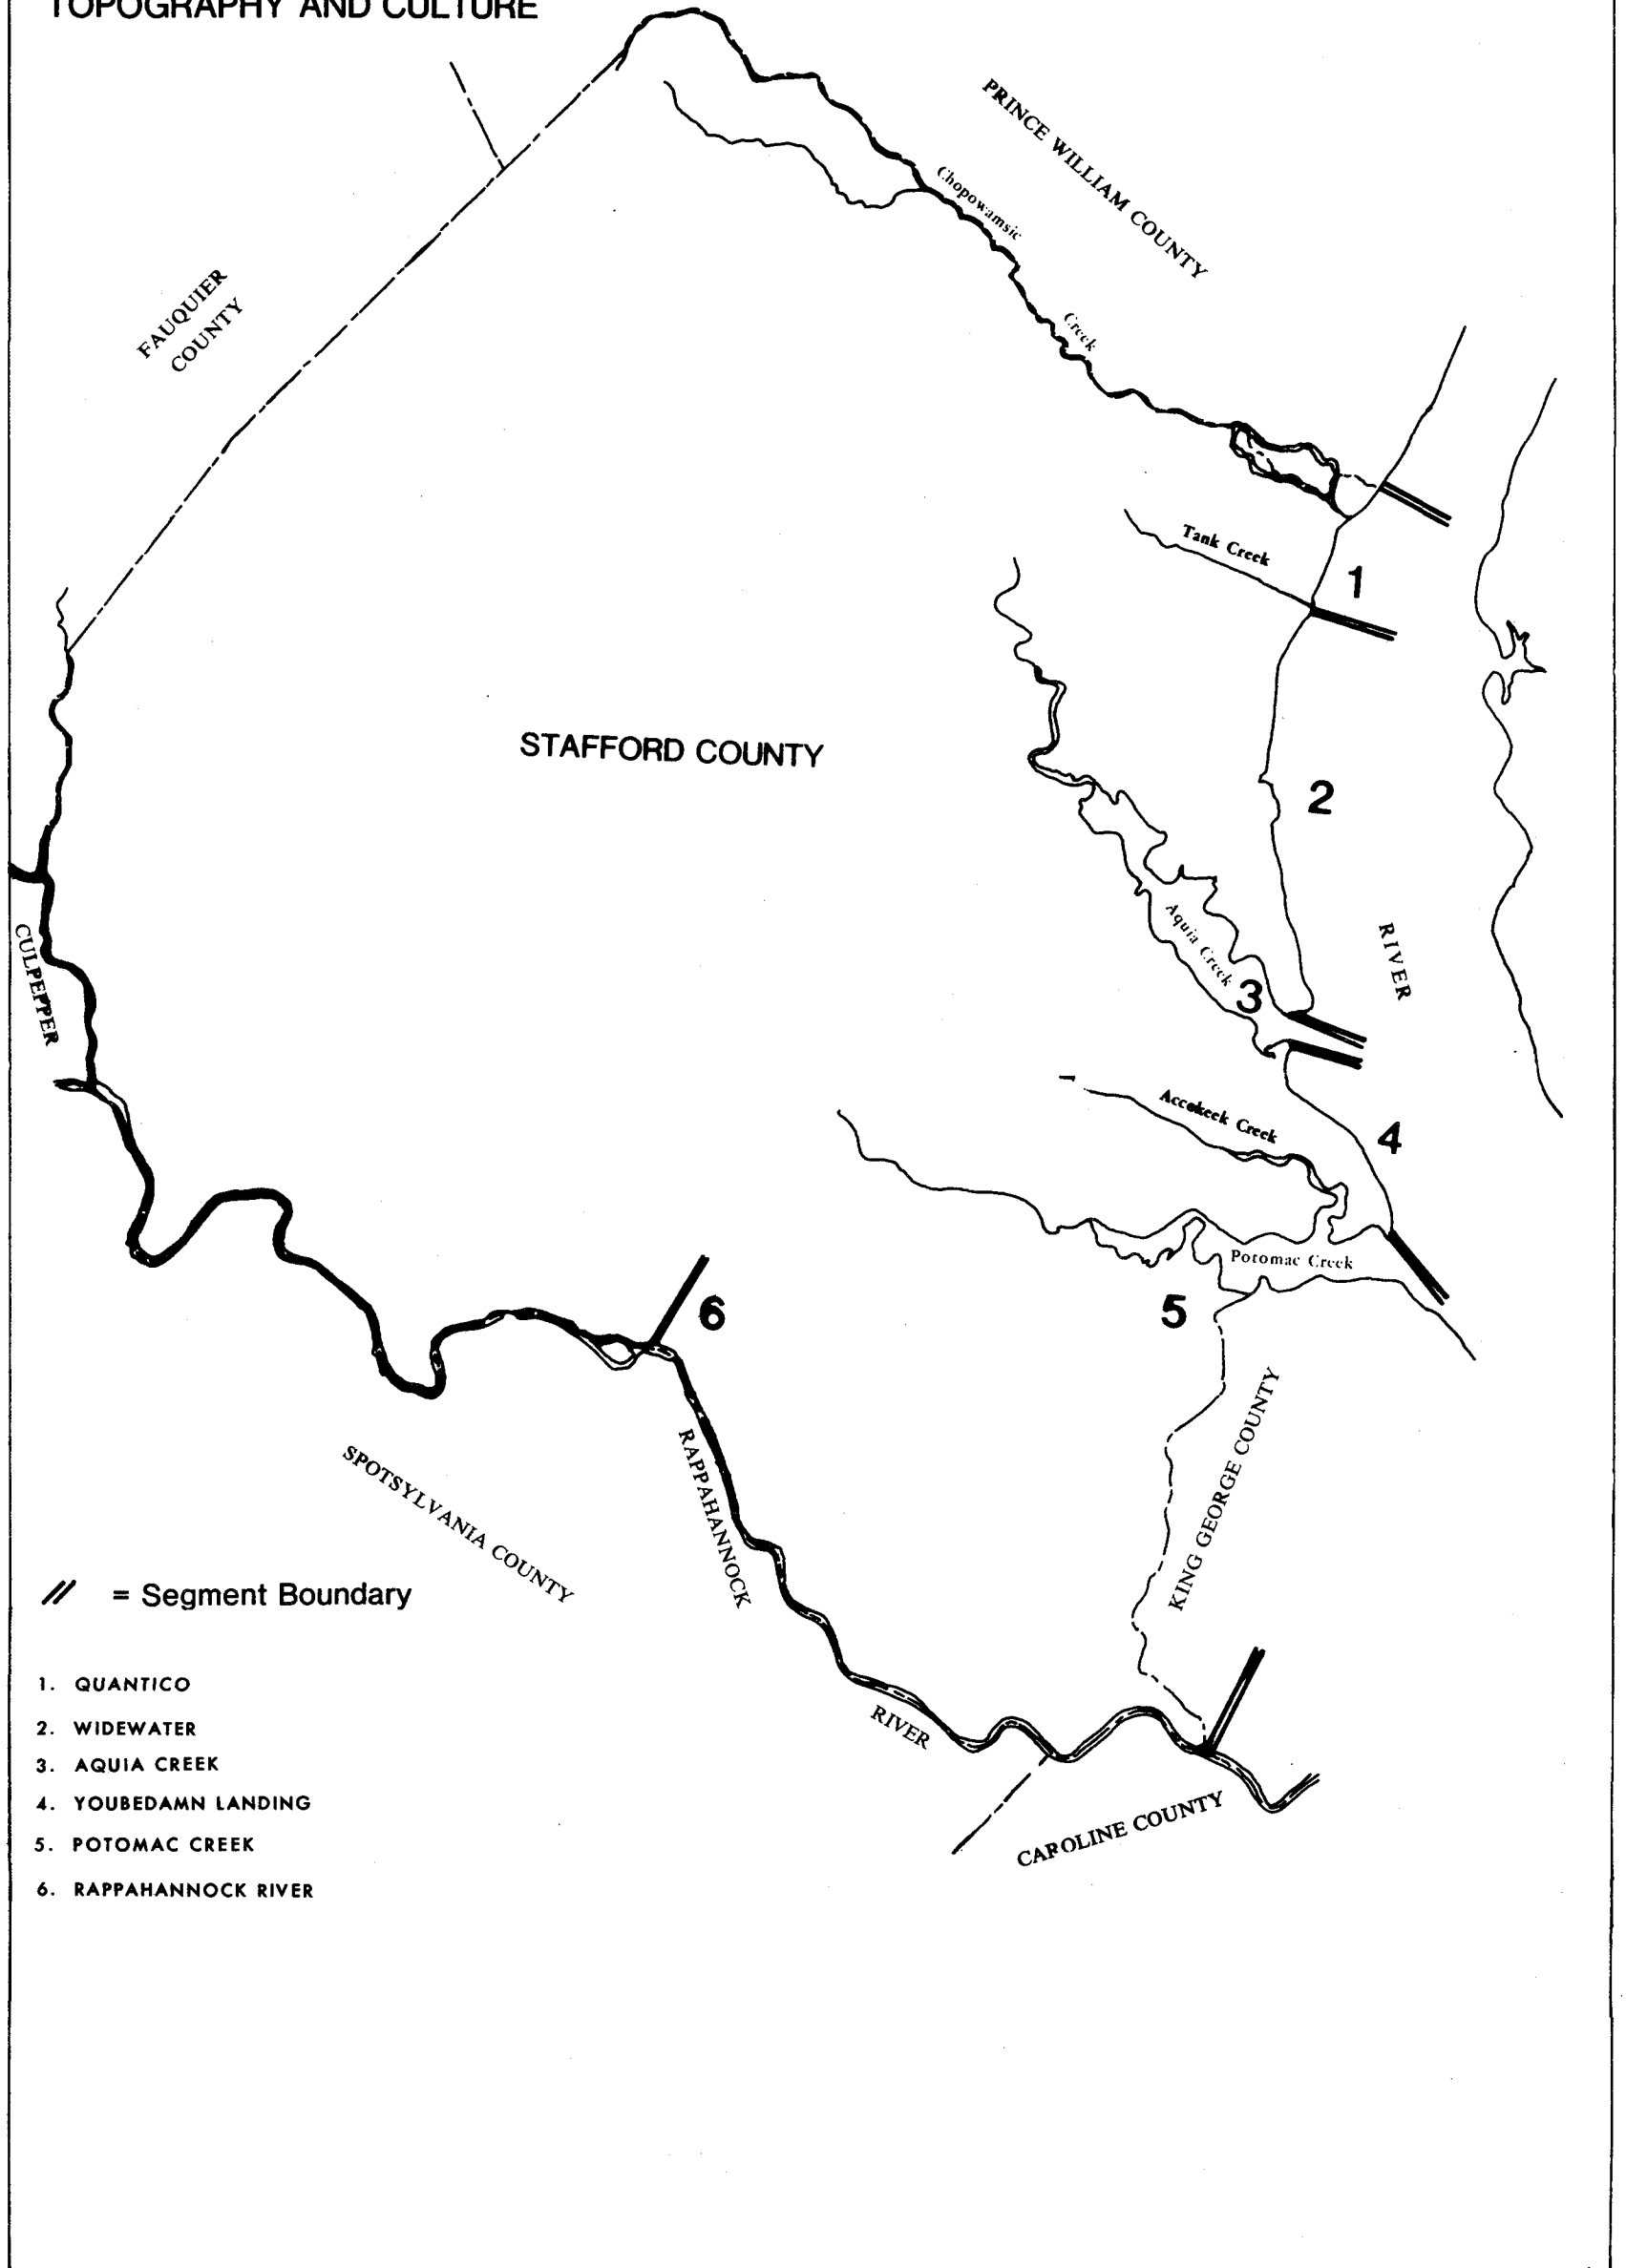 TOPOGRAPHY AND CULTURE
PRINCE WILLIAM COUNTY
Chopowamsic
Creek
FAUQUIER
COUNTY
Tank Creek
1
STAFFORD COUNTY
2
CULPEPPER
Aquia Creek
RIVER
3
Accokeek Creek
4
Potomac Creek
5
6
KING GEORGE COUNTY
RAPPAHANNOCK
SPOTSYLVANIA COUNTY
// = Segment Boundary
RIVER
CAROLINE COUNTY
1. QUANTICO
2. WIDEWATER
3. AQUIA CREEK
4. YOUBEDAMN LANDING
5. POTOMAC CREEK
6. RAPPAHANNOCK RIVER